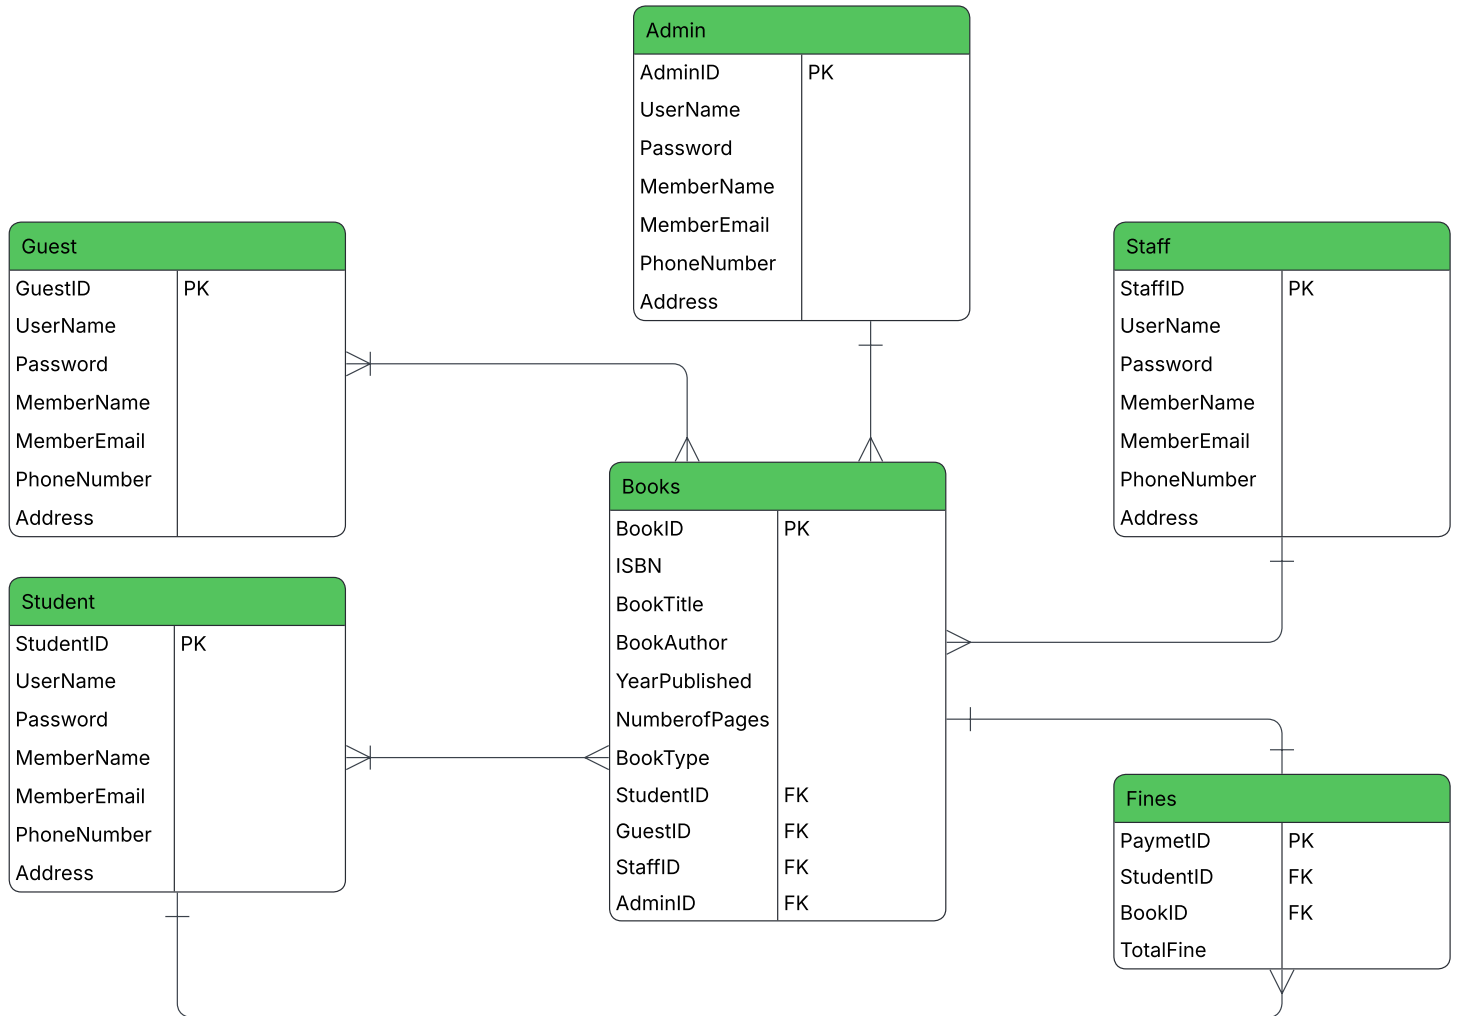 Admin
AdminID PK
UserName
Password
MemberName
MemberEmail
PhoneNumber
Address
Guest
GuestID PK
UserName
Password
MemberName
MemberEmail
PhoneNumber
Address
Staff
StaffID PK
UserName
Password
MemberName
MemberEmail
PhoneNumber
Address
Student
StudentID PK
UserName
Password
MemberName
MemberEmail
PhoneNumber
Address
Books
BookID PK
ISBN
BookTitle
BookAuthor
YearPublished
NumberofPages
BookType
StudentID FK
GuestID FK
StaffID FK
AdminID FK
Fines
PaymetID PK
StudentID FK
BookID FK
TotalFine